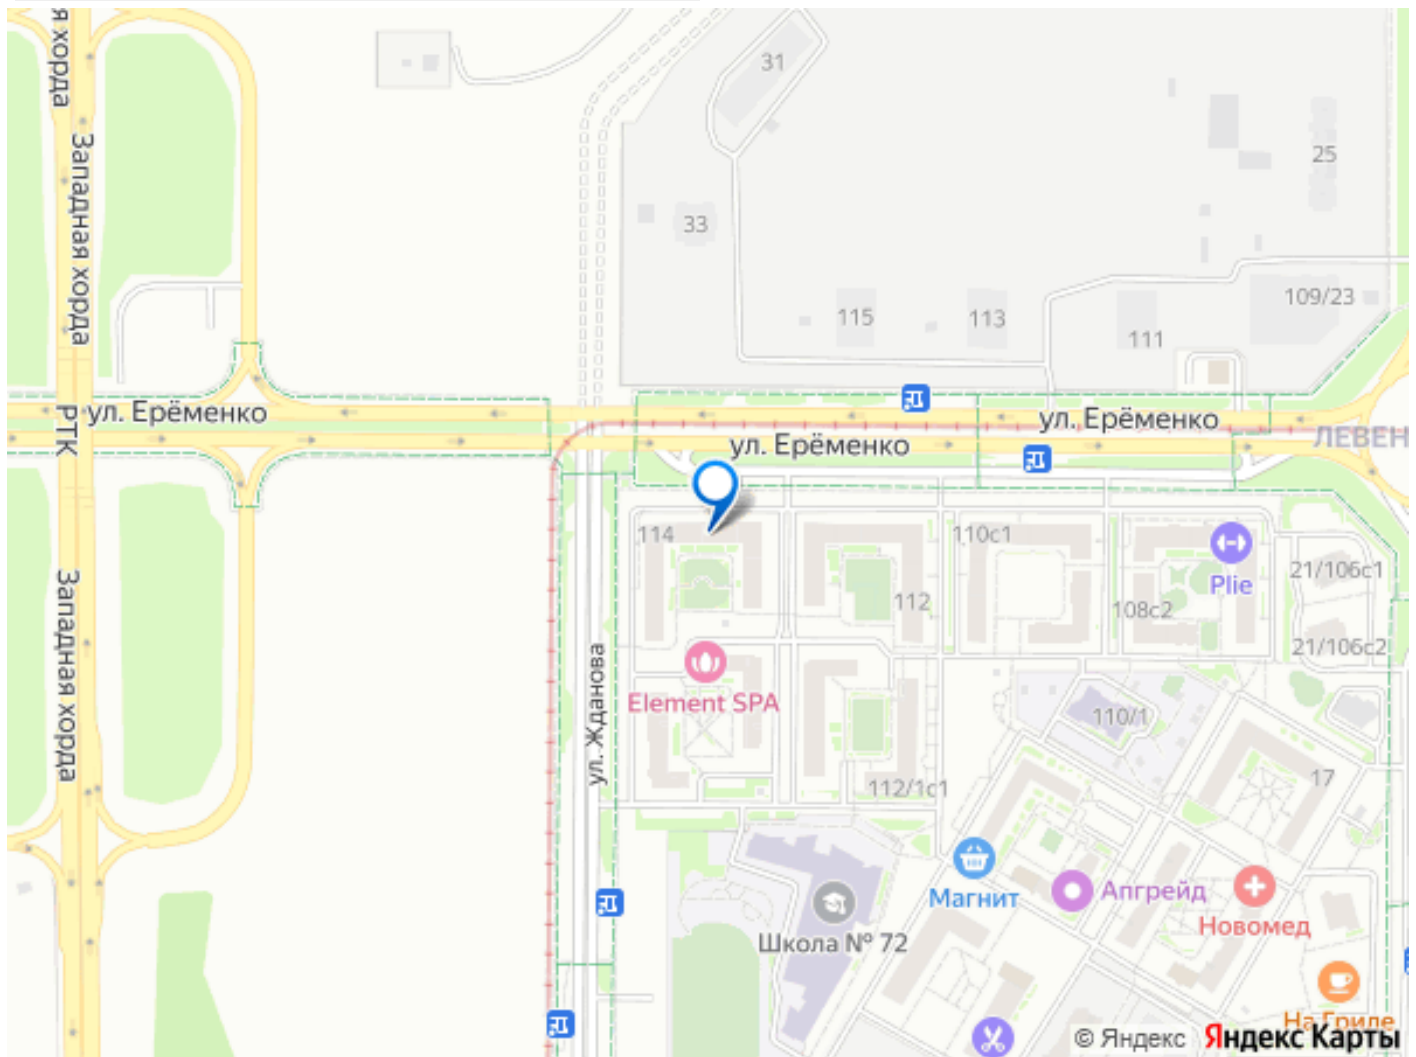 я хорда
Западная хорда
31
25
33
115
113
111
109/23
ул. Ерёменко
ул. Ерёменко
ул. Ерёменко
РТК
ЛЕВЕН
114
110с1
Plie
21/106с1
112
108с2
21/106с2
Западная хорда
ул. Жданова
Element SPA
110/1
17
112/1с1
Магнит
Апгрейд
Новомед
Школа № 72
На Гриле
© Яндекс Яндекс Карты